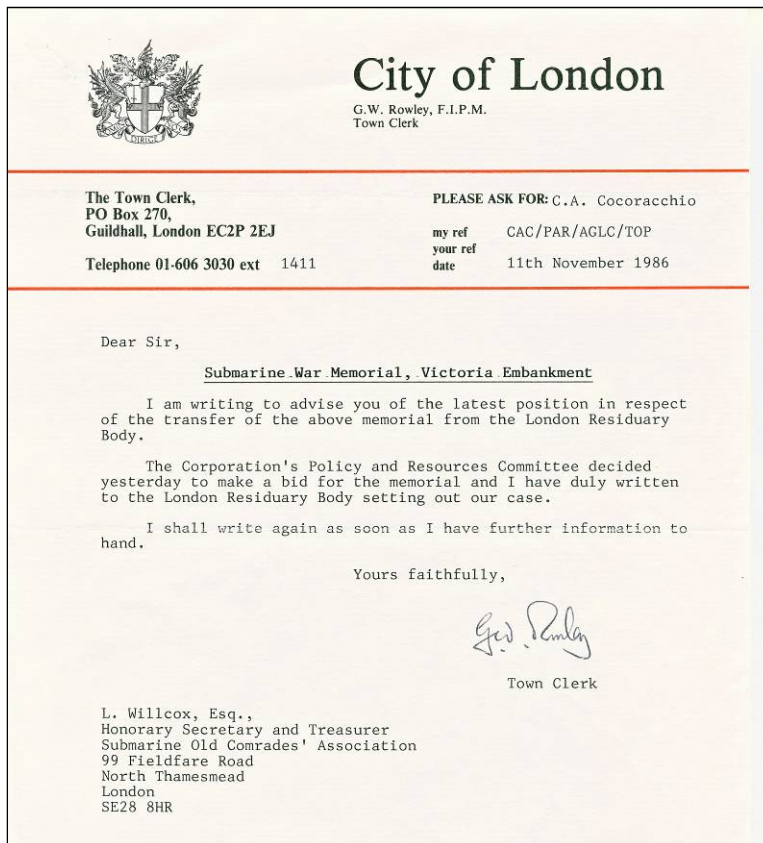 DIRIGE
City of London
G.W. Rowley, F.I.P.M.
Town Clerk
The Town Clerk,
PO Box 270,
Guildhall, London EC2P 2EJ
Telephone 01-606 3030 ext 1411
PLEASE ASK FOR: C.A. Cocoracchio
my ref CAC/PAR/AGLC/TOP
your ref
date 11th November 1986
Dear Sir,
Submarine War Memorial, Victoria Embankment
I am writing to advise you of the latest position in respect
of the transfer of the above memorial from the London Residuary
Body.
The Corporation's Policy and Resources Committee decided
yesterday to make a bid for the memorial and I have duly written
to the London Residuary Body setting out our case.
I shall write again as soon as I have further information to
hand.
Yours faithfully,
G.W. Rowley
Town Clerk
L. Willcox, Esq.,
Honorary Secretary and Treasurer
Submarine Old Comrades' Association
99 Fieldfare Road
North Thamesmead
London
SE28 8HR